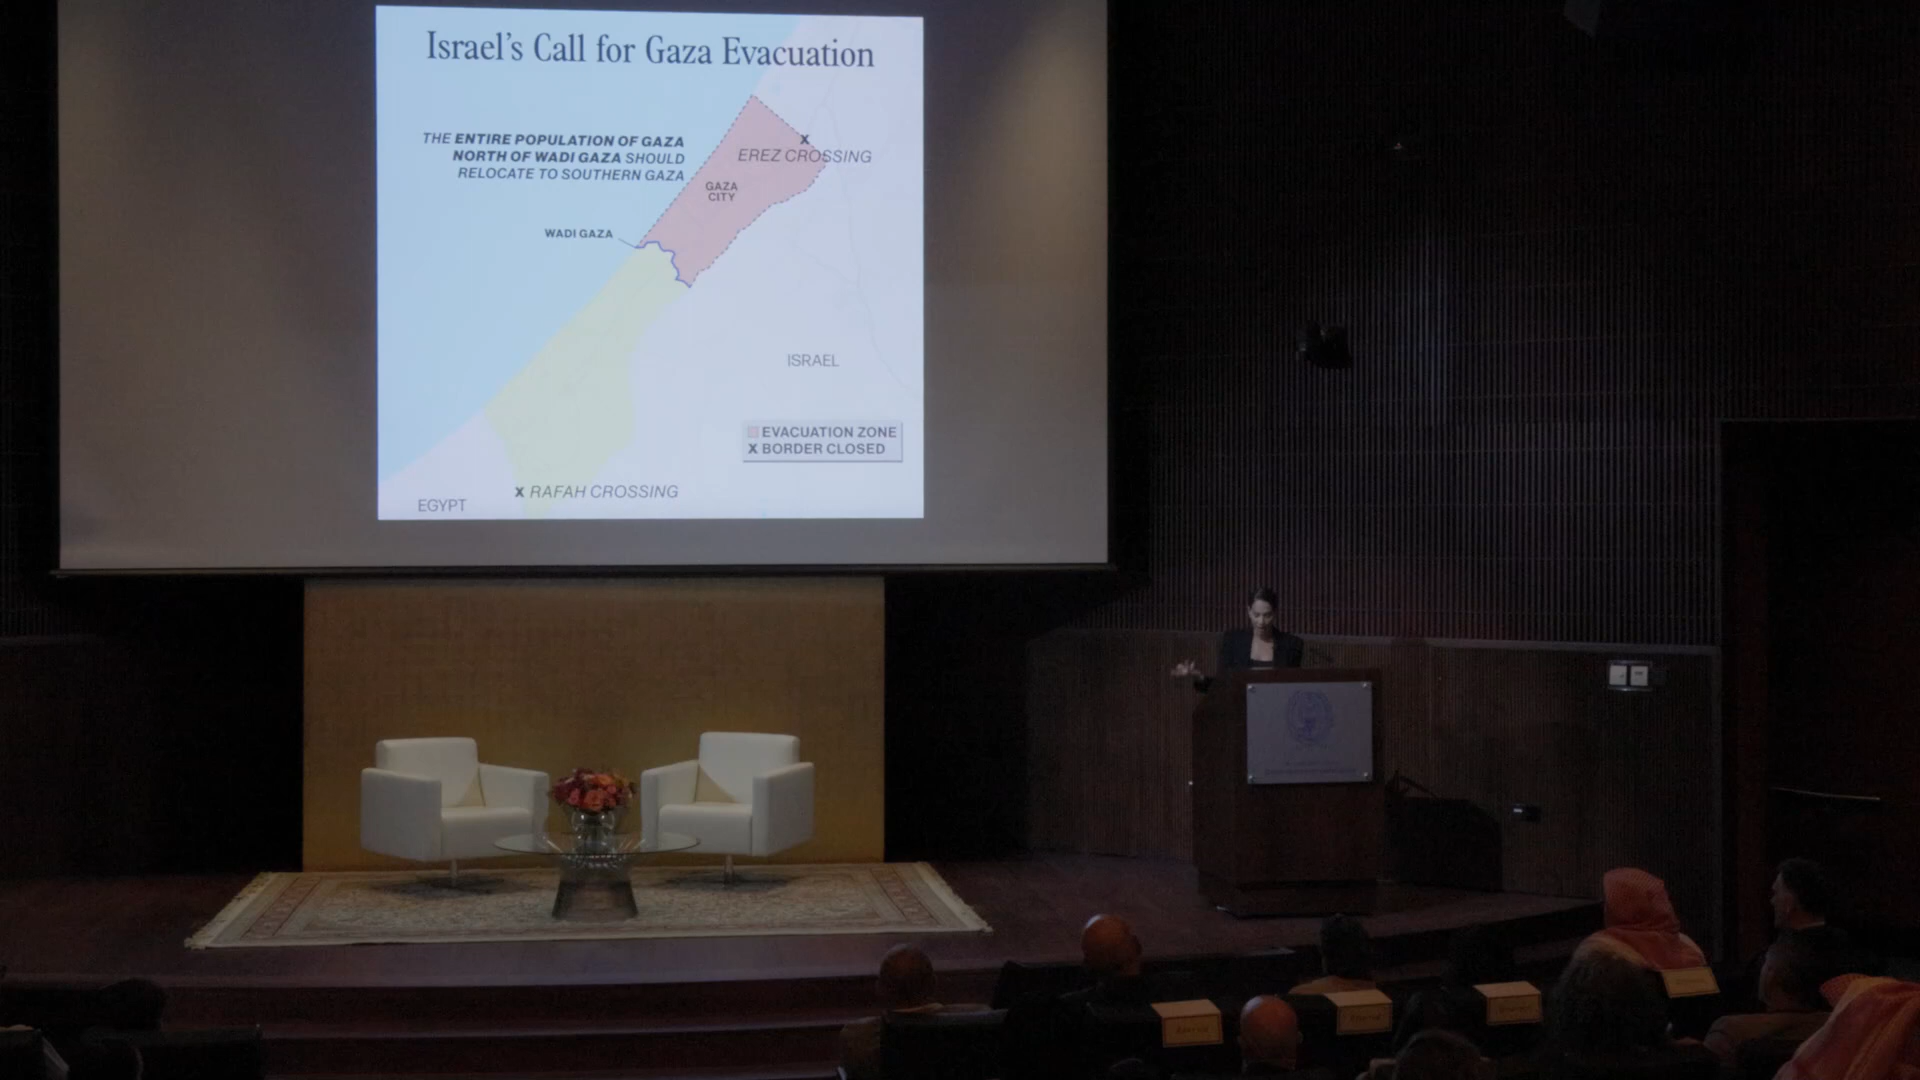 Israel's Call for Gaza Evacuation
THE ENTIRE POPULATION OF GAZA
NORTH OF WADI GAZA SHOULD
RELOCATE TO SOUTHERN GAZA
EREZ CROSSING
X
GAZA
CITY
WADI GAZA
ISRAEL
EVACUATION ZONE
X BORDER CLOSED
X RAFAH CROSSING
EGYPT